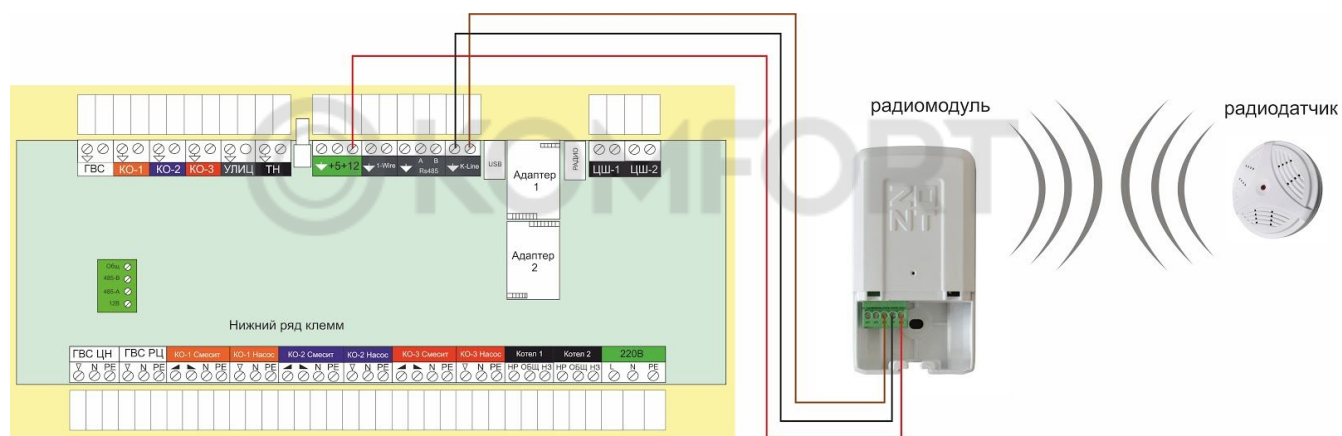 © KOMFORT
радиомодуль
радиодатчик
ГВС КО-1 КО-2 КО-3 УЛИЦ ТН
+5+12 1-Wire A B Rs485 K-Line
USB
Адаптер 1
РАДИО
ЦШ-1 ЦШ-2
ZE
NT
Адаптер 2
Общ
485-B
485-A
12В
Нижний ряд клемм
ГВС ЦН ГВС РЦ КО-1 Смесит КО-1 Насос КО-2 Смесит КО-2 Насос КО-3 Смесит КО-3 Насос Котел 1 Котел 2 220В
N PE N PE N PE N PE N PE N PE N PE N PE НР ОБЩ НЗ НР ОБЩ НЗ L N PE